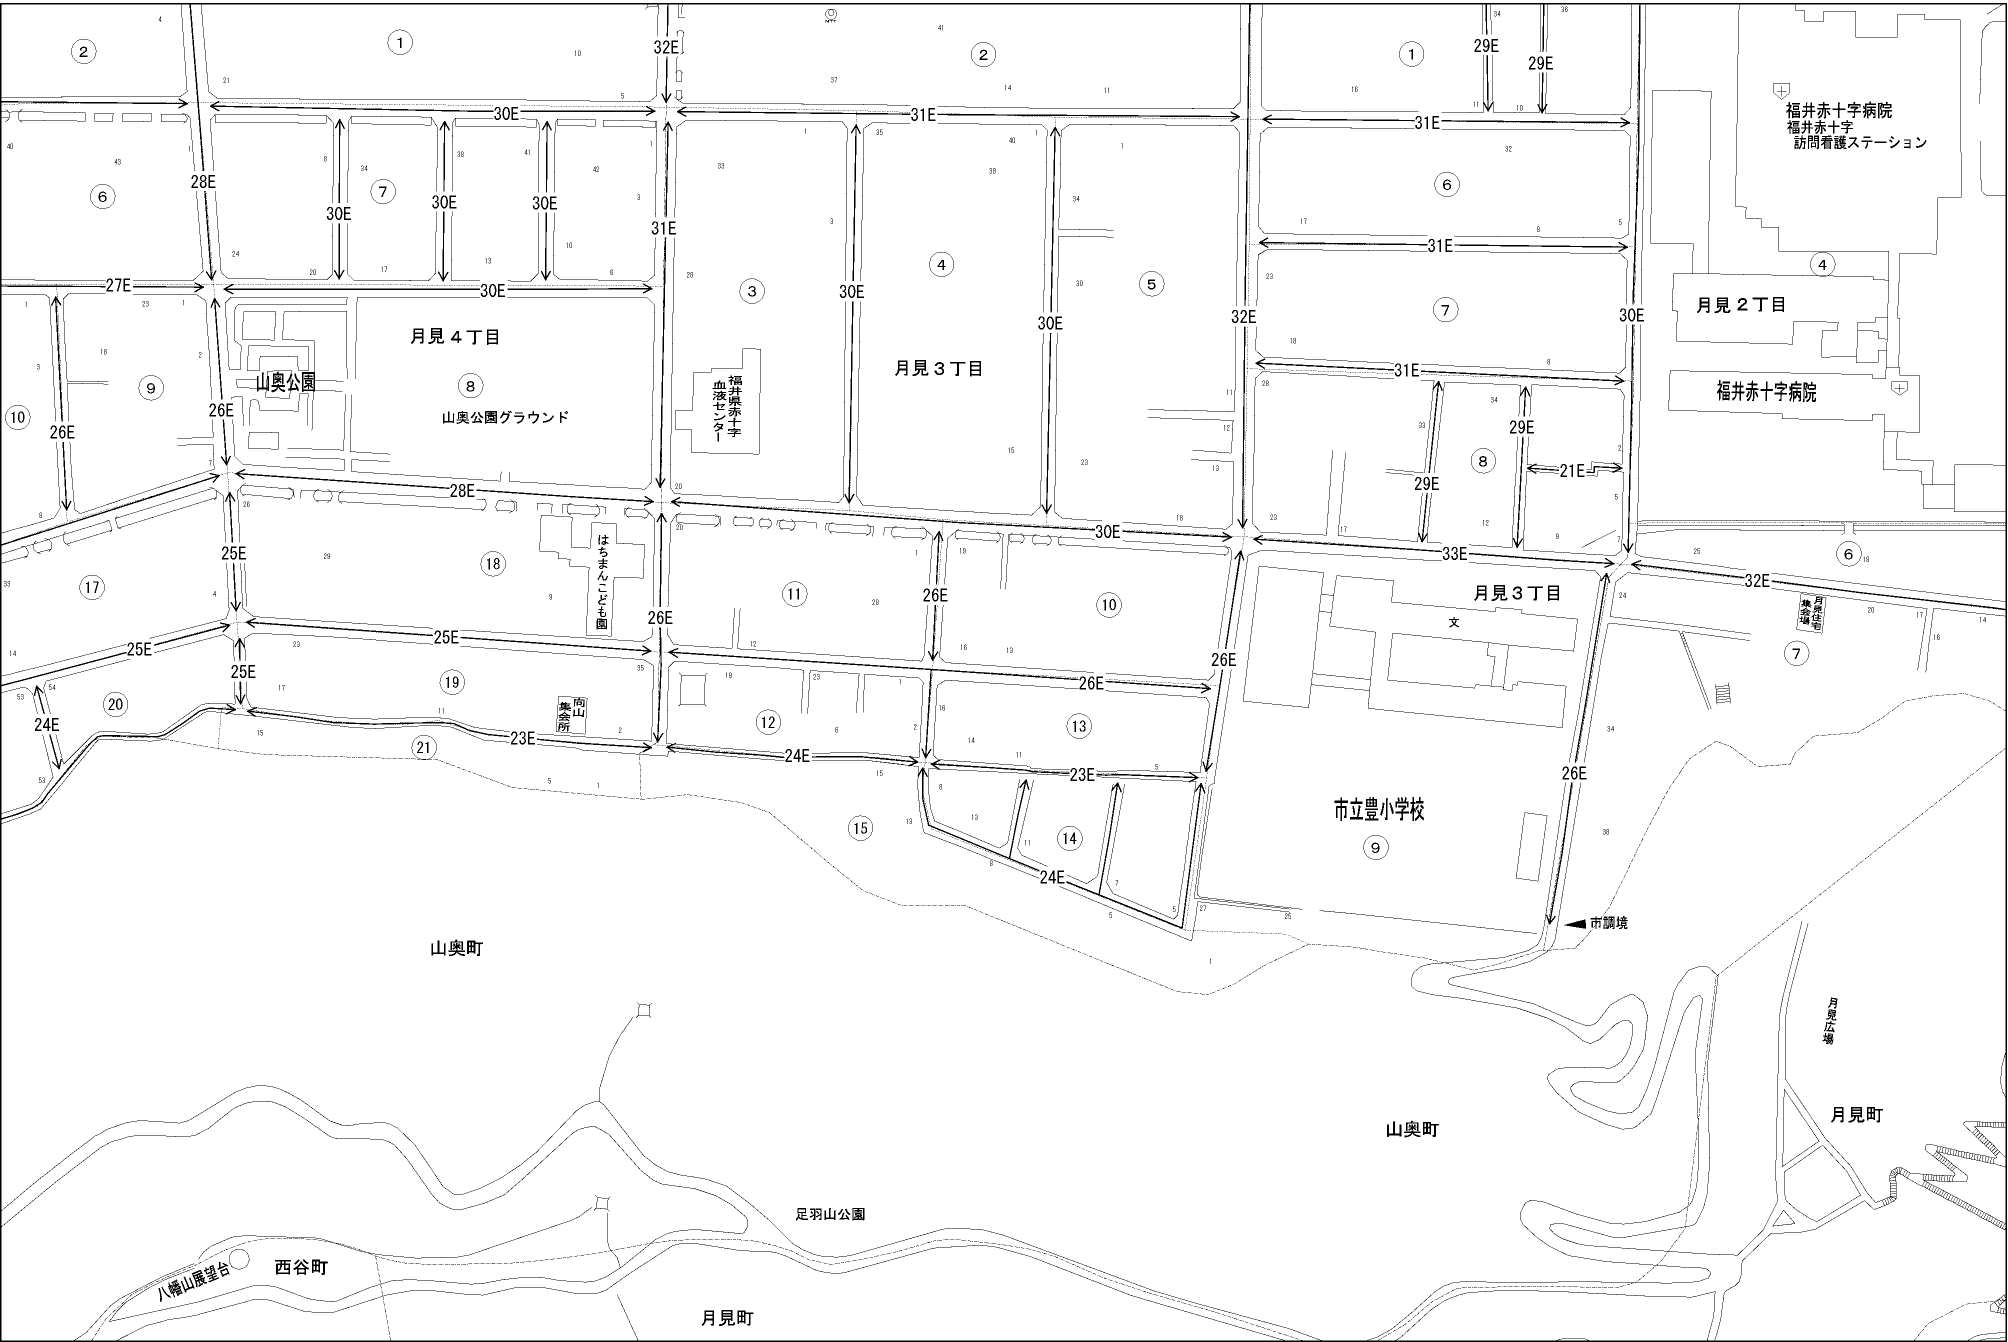 2
1
32E
2
1
29E
29E
福井赤十字病院
福井赤十字
訪問看護ステーション
30E
31E
31E
28E
6
7
30E
30E
30E
31E
6
31E
4
4
3
5
27E
30E
30E
30E
32E
7
30E
月見2丁目
月見4丁目
月見3丁目
31E
山奥公園
8
9
10
26E
26E
山奥公園グラウンド
福井県赤十字
血液センター
福井赤十字病院
29E
29E
8
21E
28E
30E
33E
6
32E
25E
18
はちまんこども園
17
11
26E
10
月見3丁目
文
月見住宅
集会場
7
26E
25E
25E
25E
26E
26E
19
20
24E
向山
集会所
12
13
21
23E
24E
23E
26E
15
14
24E
市立豊小学校
9
市調境
山奥町
月見広場
山奥町
月見町
足羽山公園
西谷町
八幡山展望台
月見町